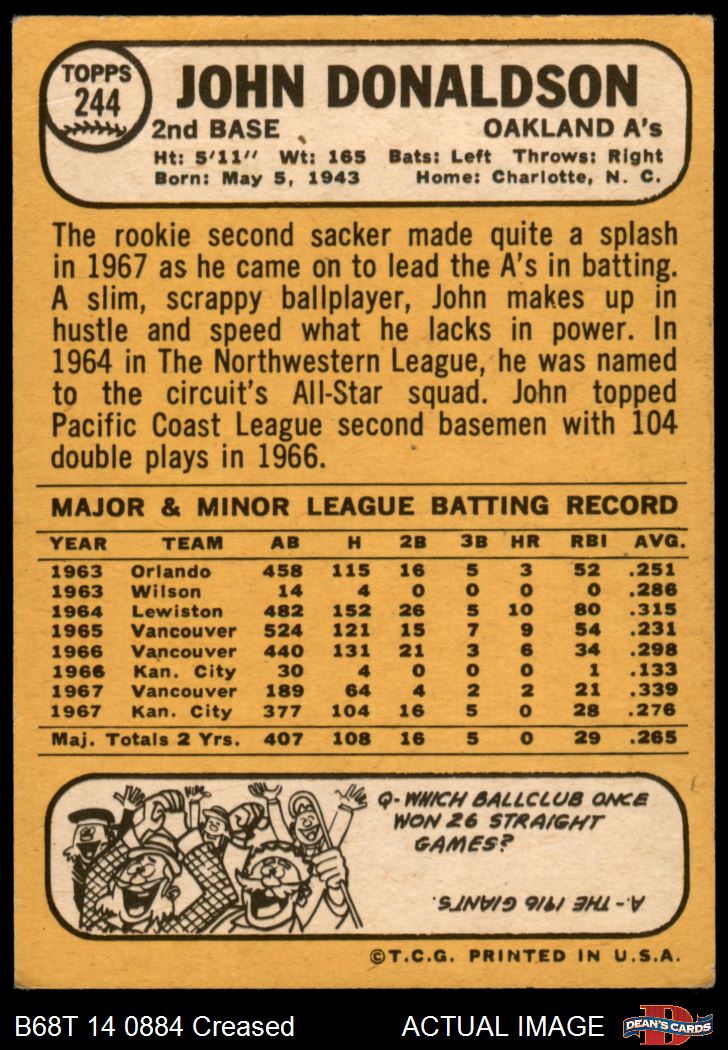 TOPPS
244
JOHN DONALDSON
2nd BASE OAKLAND A's
Ht: 5'11" Wt: 165 Bats: Left Throws: Right
Born: May 5, 1943 Home: Charlotte, N. C.
The rookie second sacker made quite a splash
in 1967 as he came on to lead the A's in batting.
A slim, scrappy ballplayer, John makes up in
hustle and speed what he lacks in power. In
1964 in The Northwestern League, he was named
to the circuit's All-Star squad. John topped
Pacific Coast League second basemen with 104
double plays in 1966.
MAJOR & MINOR LEAGUE BATTING RECORD
YEAR TEAM AB H 2B 3B HR RBI AVG.
1963 Orlando 458 115 16 5 3 52 .251
1963 Wilson 14 4 0 0 0 0 .286
1964 Lewiston 482 152 26 5 10 80 .315
1965 Vancouver 524 121 15 7 9 54 .231
1966 Vancouver 440 131 21 3 6 34 .298
1966 Kan. City 30 4 0 0 0 1 .133
1967 Vancouver 189 64 4 2 2 21 .339
1967 Kan. City 377 104 16 5 0 28 .276
Maj. Totals 2 Yrs. 407 108 16 5 0 29 .265
Q- WHICH BALLCLUB ONCE
WON 26 STRAIGHT
GAMES?
A.- THE 1916 GIANTS.
©T.C.G. PRINTED IN U.S.A.
B68T 14 0884 Creased ACTUAL IMAGE
DEAN'S CARDS